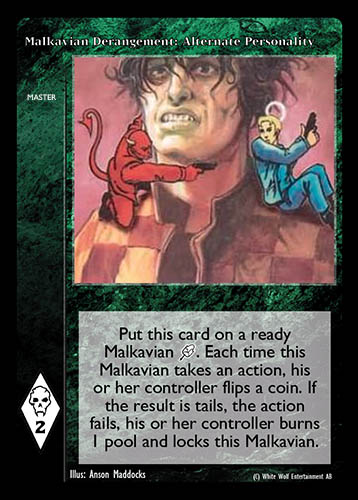 Malkavian Derangement: Alternate Personality
MASTER
Put this card on a ready
Malkavian. Each time this
Malkavian takes an action, his
or her controller flips a coin. If
the result is tails, the action
fails, his or her controller burns
1 pool and locks this Malkavian.
2
Illus: Anson Maddocks
(C) White Wolf Entertainment AB